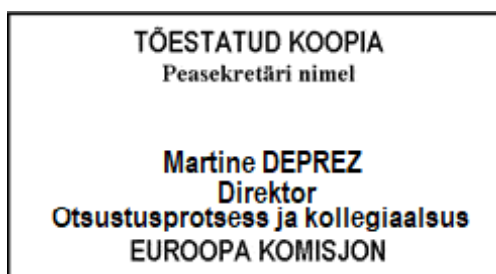 TÕESTATUD KOOPIA
Peasekretäri nimel
Martine DEPREZ
Direktor
Otsustusprotsess ja kollegiaalsus
EUROOPA KOMISJON